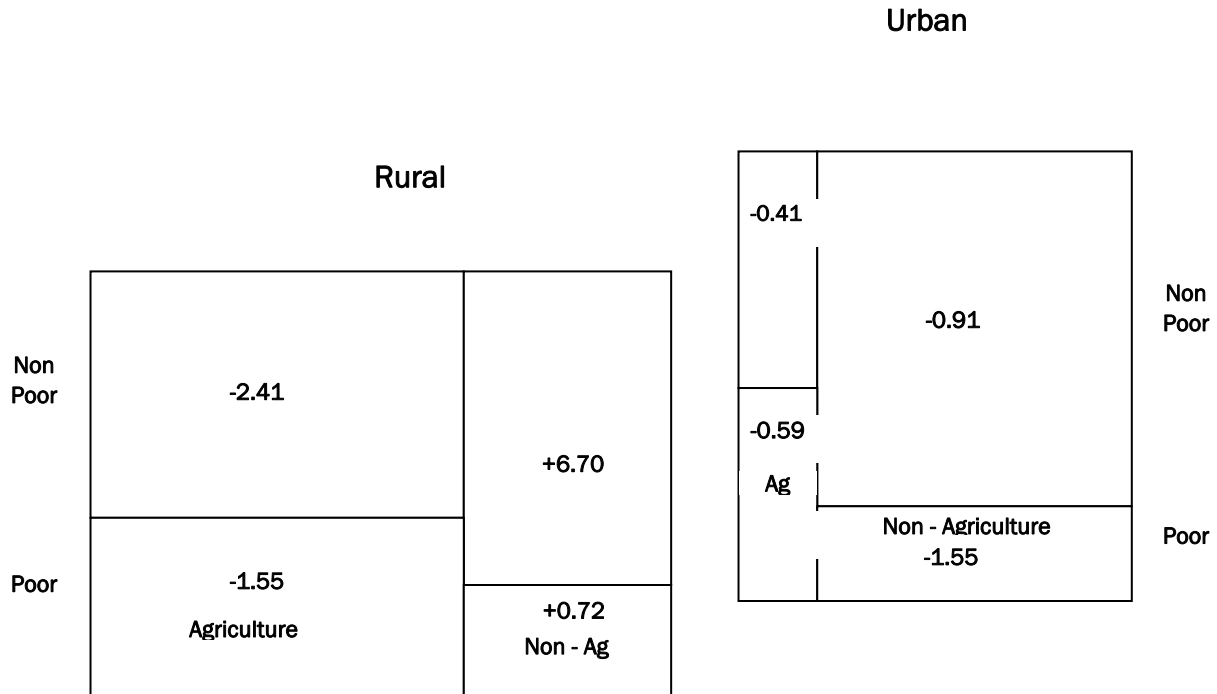 Urban
Rural
-0.41
-0.91
Non
Poor
-0.59
Ag
Non - Agriculture
-1.55
Poor
Non
Poor
-2.41
+6.70
Poor
-1.55
Agriculture
+0.72
Non - Ag